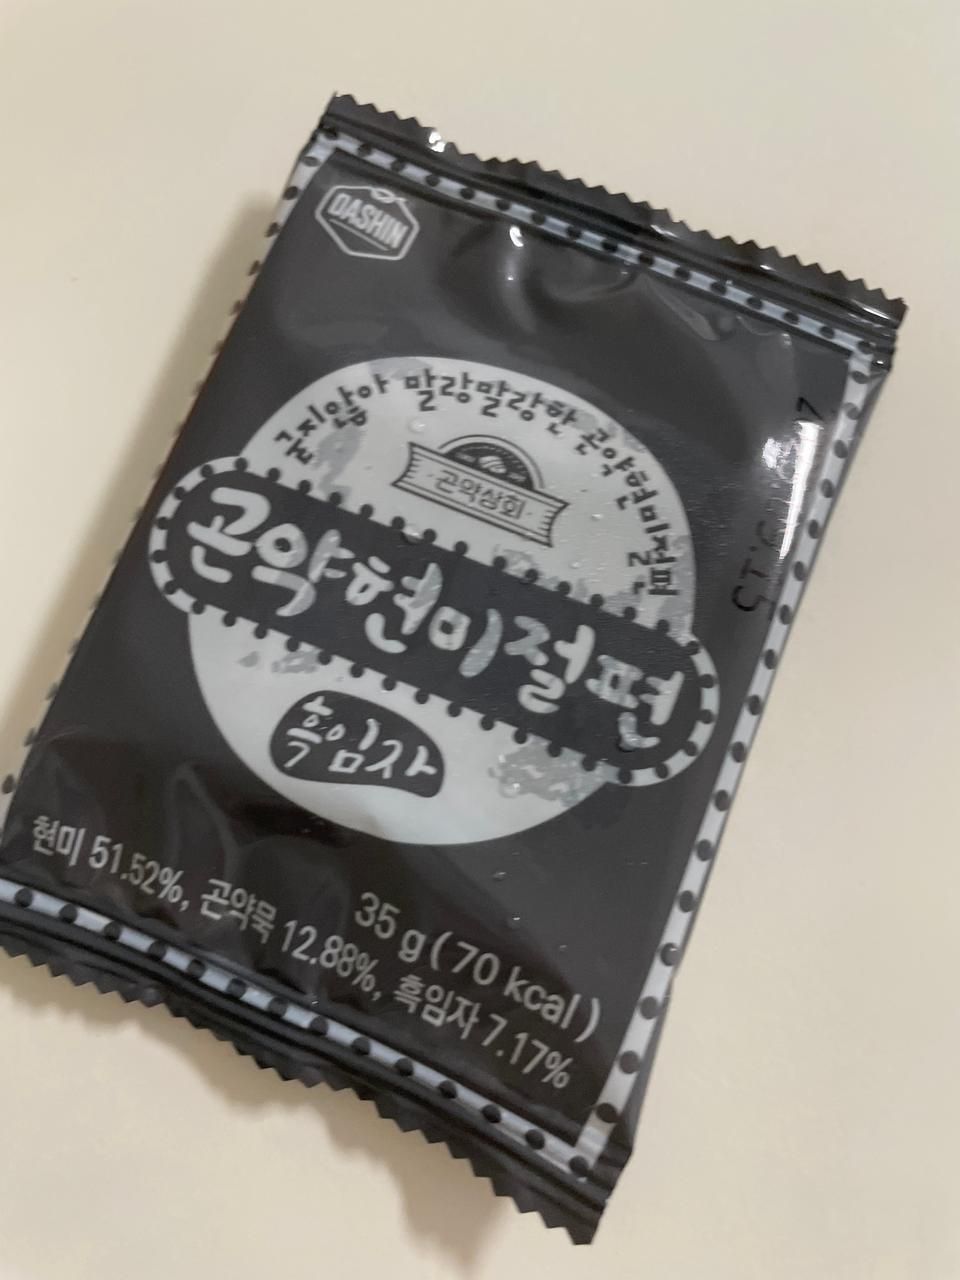 DASHIN
굳지않아 말랑말랑한 곤약현미절편
곤약상회
곤약현미절편
흑임자
35 g ( 70 kcal )
현미 51.52%, 곤약묵 12.88%, 흑임자 7.17%